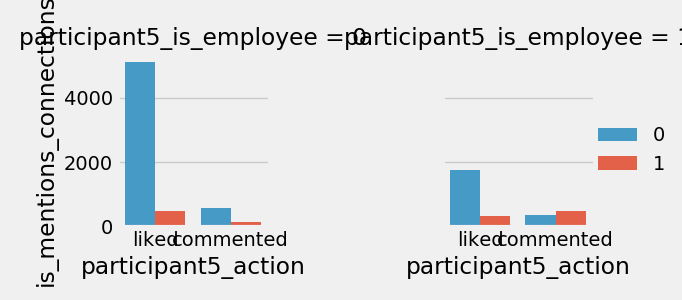 participant5_is_employee = 0
participant5_is_employee = 1
is_mentions_connections
4000
2000
0
liked
commented
liked
commented
participant5_action
participant5_action
0
1